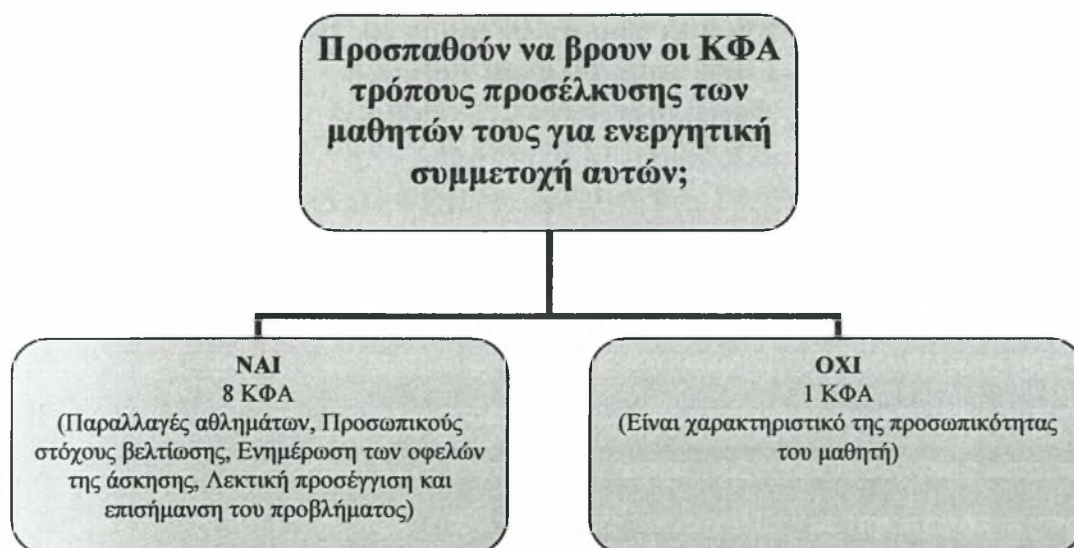 Προσπαθούν να βρουν οι ΚΦΑ
τρόπους προσέλκυσης των
μαθητών τους για ενεργητική
συμμετοχή αυτών;
ΝΑΙ
8 ΚΦΑ
(Παραλλαγές αθλημάτων, Προσωπικούς
στόχους βελτίωσης, Ενημέρωση των οφελών
της άσκησης, Λεκτική προσέγγιση και
επισήμανση του προβλήματος)
ΟΧΙ
1 ΚΦΑ
(Είναι χαρακτηριστικό της προσωπικότητας
του μαθητή)